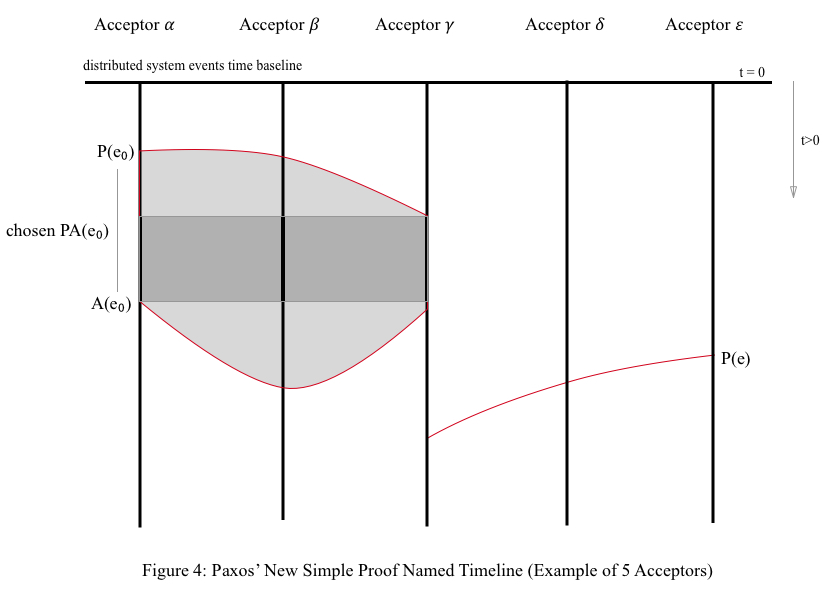 Acceptor α Acceptor β Acceptor γ Acceptor δ Acceptor ε
distributed system events time baseline
t = 0
t>0
P(e₀)
chosen PA(e₀)
A(e₀)
P(e)
Figure 4: Paxos’ New Simple Proof Named Timeline (Example of 5 Acceptors)